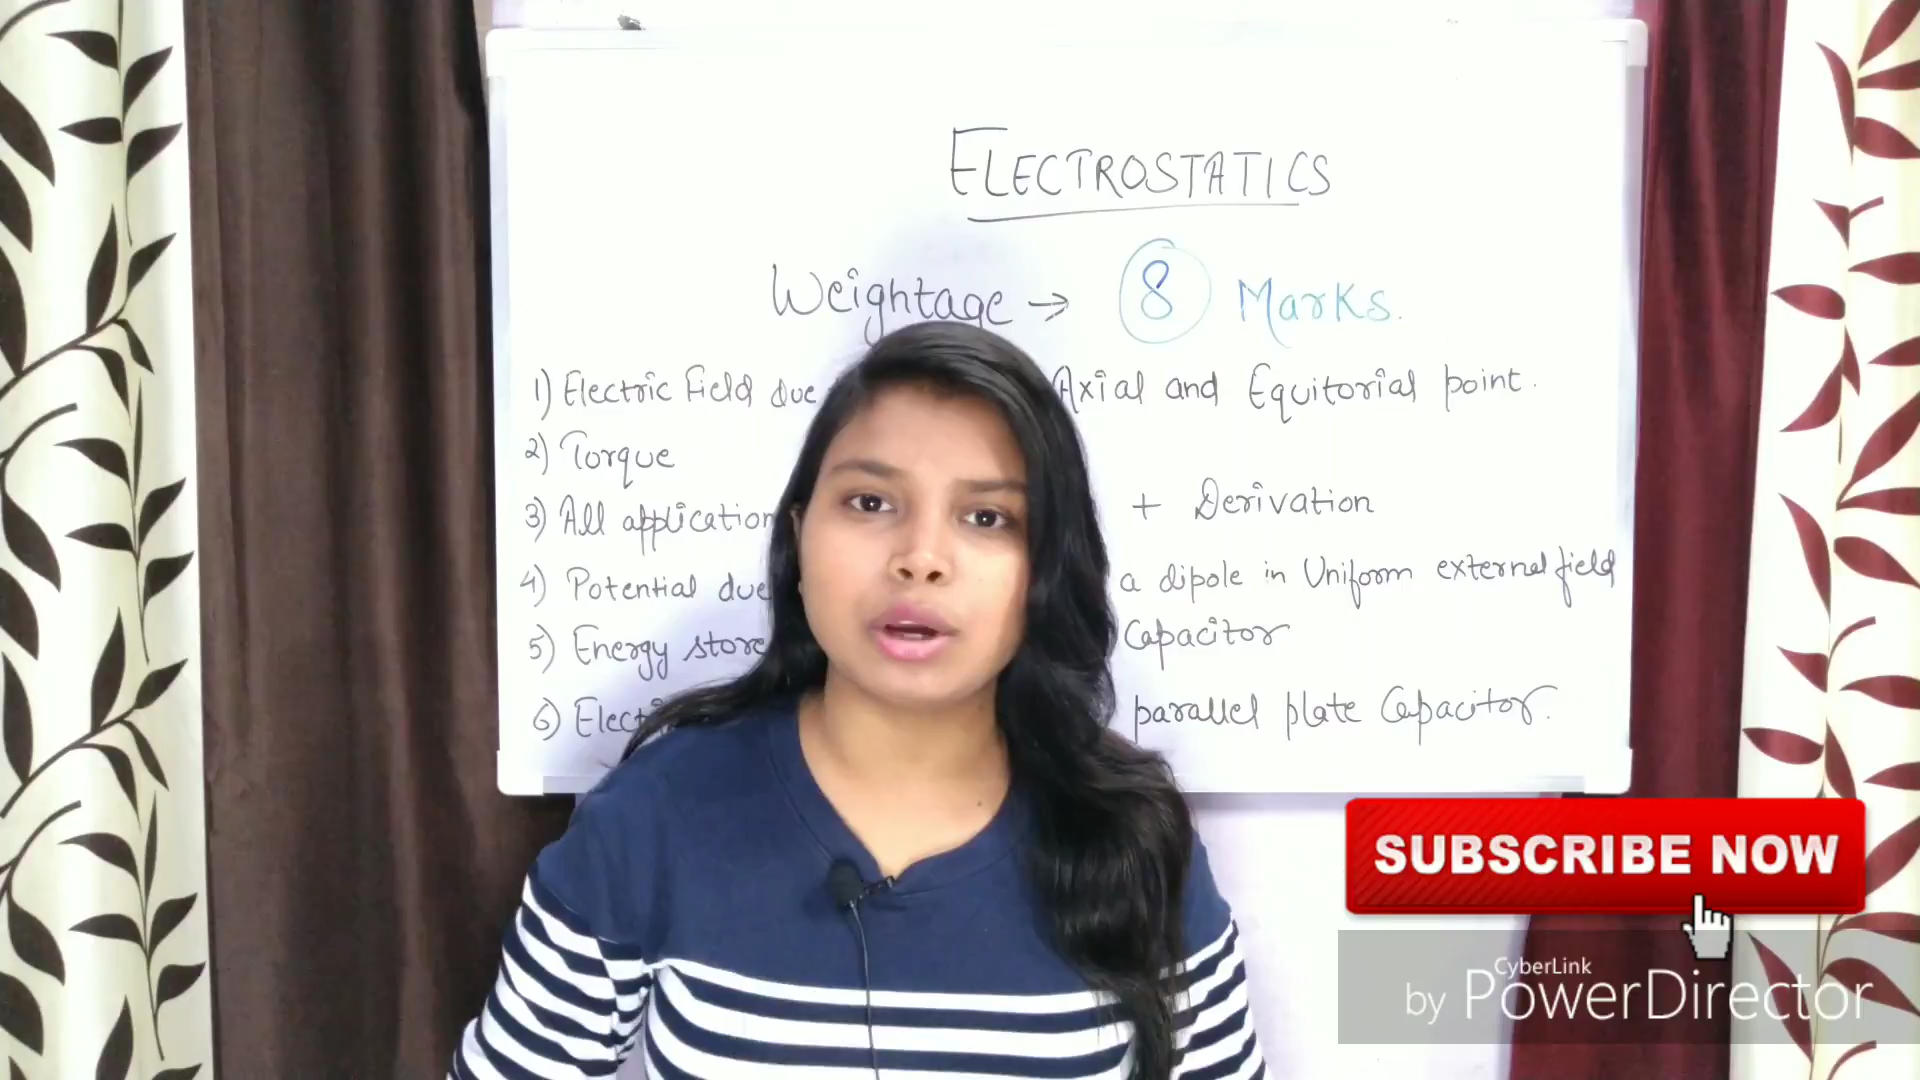 ELECTROSTATICS
Weightage → 8 Marks.
1) Electric Field due Axial and Equitorial point.
2) Torque
3) All application + Derivation
4) Potential due a dipole in Uniform external field
5) Energy store Capacitor
6) Elect parallel plate Capacitor.
SUBSCRIBE NOW
CyberLink
by PowerDirector